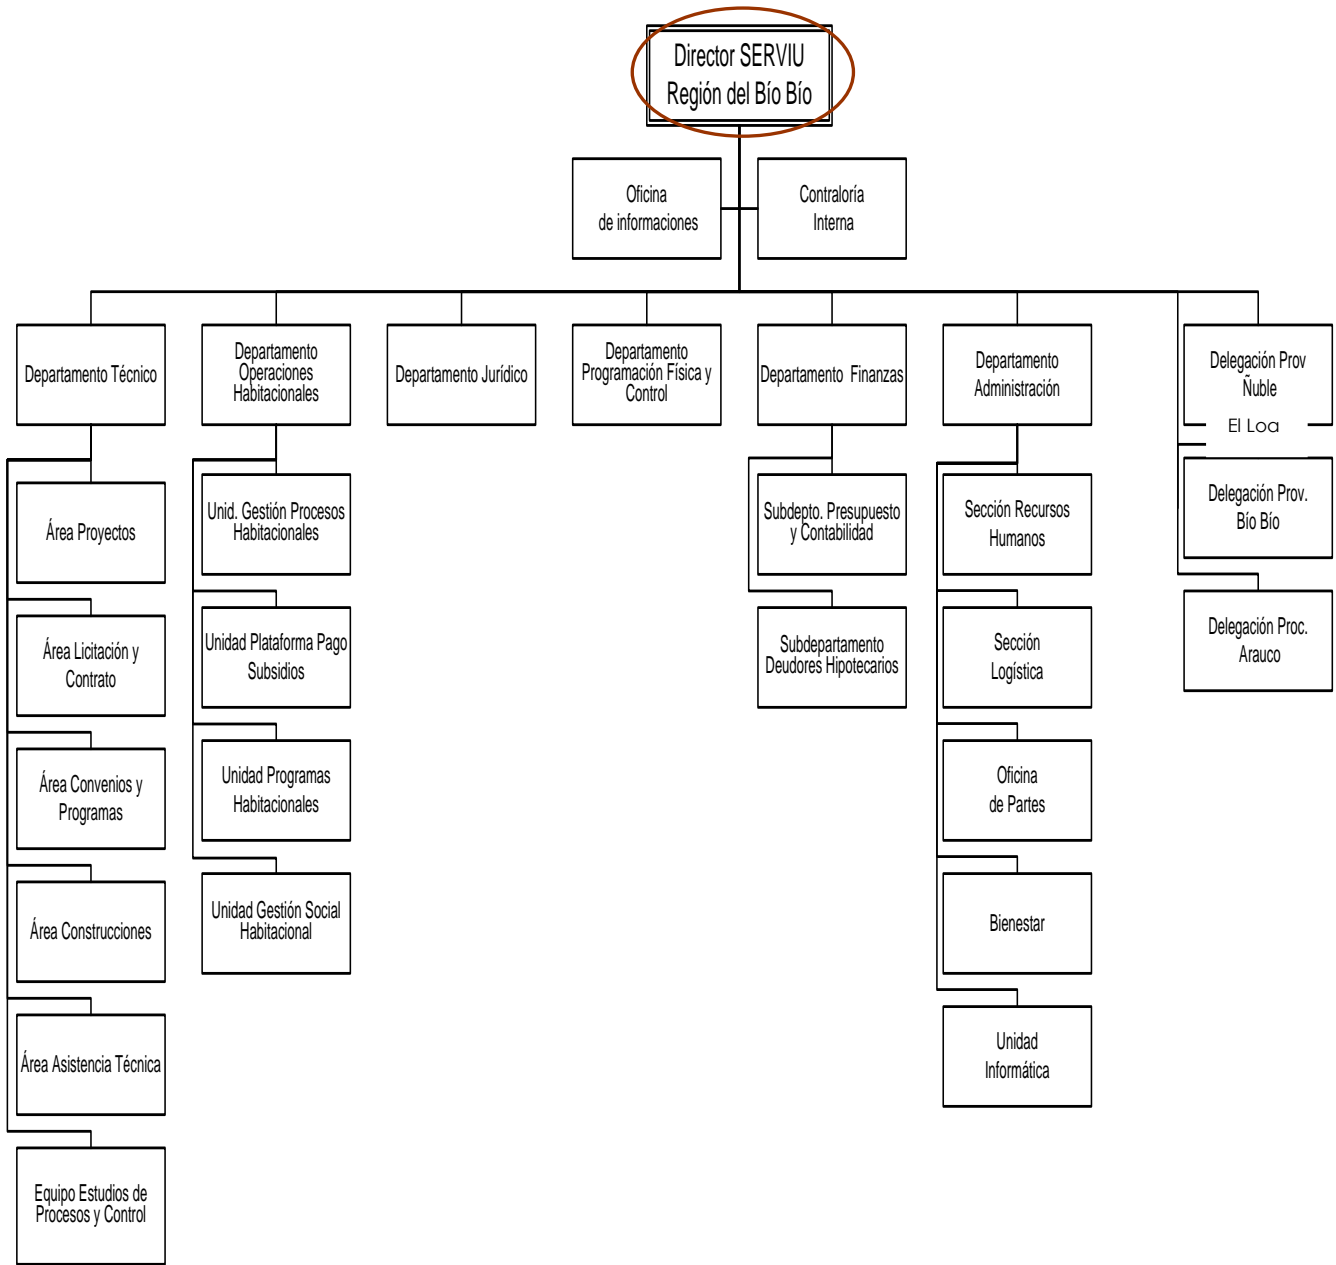 Director SERVIU
Región del Bío Bío
Oficina
de informaciones
Contraloría
Interna
Departamento Técnico
Departamento
Operaciones
Habitacionales
Departamento Jurídico
Departamento
Programación Física y
Control
Departamento Finanzas
Departamento
Administración
Delegación Prov
Ñuble
El Loa
Área Proyectos
Área Licitación y
Contrato
Área Convenios y
Programas
Área Construcciones
Área Asistencia Técnica
Equipo Estudios de
Procesos y Control
Unid. Gestión Procesos
Habitacionales
Unidad Plataforma Pago
Subsidios
Unidad Programas
Habitacionales
Unidad Gestión Social
Habitacional
Subdepto. Presupuesto
y Contabilidad
Subdepartamento
Deudores Hipotecarios
Sección Recursos
Humanos
Sección
Logística
Oficina
de Partes
Bienestar
Unidad
Informática
Delegación Prov.
Bío Bío
Delegación Proc.
Arauco